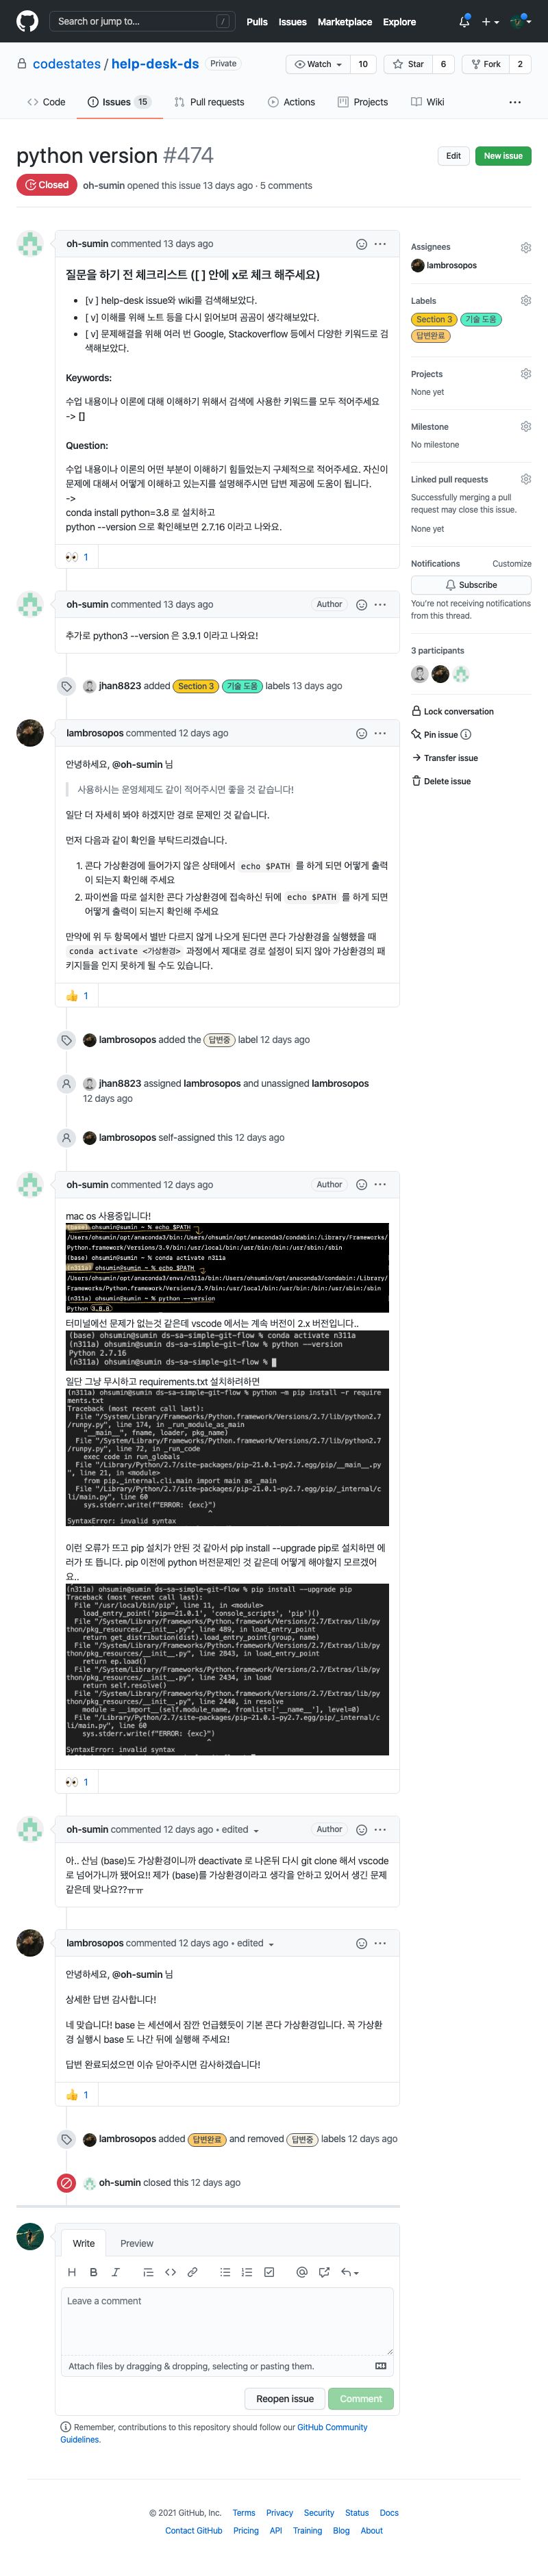 Search or jump to... /
Pulls Issues Marketplace Explore
codestates / help-desk-ds Private
Watch 10 Star 6 Fork 2
Code Issues 15 Pull requests Actions Projects Wiki
python version #474
Edit New issue
Closed oh-sumin opened this issue 13 days ago · 5 comments
oh-sumin commented 13 days ago
질문을 하기 전 체크리스트 ([ ] 안에 x로 체크 해주세요)
[v ] help-desk issue와 wiki를 검색해보았다.
[ v] 이해를 위해 노트 등을 다시 읽어보며 곰곰이 생각해보았다.
[ v] 문제해결을 위해 여러 번 Google, Stackoverflow 등에서 다양한 키워드로 검
색해보았다.
Keywords:
수업 내용이나 이론에 대해 이해하기 위해서 검색에 사용한 키워드를 모두 적어주세요
-> []
Question:
수업 내용이나 이론의 어떤 부분이 이해하기 힘들었는지 구체적으로 적어주세요. 자신이
문제에 대해서 어떻게 이해하고 있는지를 설명해주시면 답변 제공에 도움이 됩니다.
->
conda install python=3.8 로 설치하고
python --version 으로 확인해보면 2.7.16 이라고 나와요.
👀 1
Assignees
lambrosopos
Labels
Section 3 기술 도움
답변완료
Projects
None yet
Milestone
No milestone
Linked pull requests
Successfully merging a pull
request may close this issue.
None yet
Notifications Customize
Subscribe
You're not receiving notifications
from this thread.
3 participants
Lock conversation
Pin issue
Transfer issue
Delete issue
oh-sumin commented 13 days ago Author
추가로 python3 --version 은 3.9.1 이라고 나와요!
jhan8823 added Section 3 기술 도움 labels 13 days ago
lambrosopos commented 12 days ago
안녕하세요, @oh-sumin 님
사용하시는 운영체제도 같이 적어주시면 좋을 것 같습니다!
일단 더 자세히 봐야 하겠지만 경로 문제인 것 같습니다.
먼저 다음과 같이 확인을 부탁드리겠습니다.
1. 콘다 가상환경에 들어가지 않은 상태에서 echo $PATH 를 하게 되면 어떻게 출력
이 되는지 확인해 주세요
2. 파이썬을 따로 설치한 콘다 가상환경에 접속하신 뒤에 echo $PATH 를 하게 되면
어떻게 출력이 되는지 확인해 주세요
만약에 위 두 항목에서 별반 다르지 않게 나오게 된다면 콘다 가상환경을 실행했을 때
conda activate <가상환경> 과정에서 제대로 경로 설정이 되지 않아 가상환경의 패
키지들을 인지 못하게 될 수도 있습니다.
👍 1
lambrosopos added the 답변중 label 12 days ago
jhan8823 assigned lambrosopos and unassigned lambrosopos
12 days ago
lambrosopos self-assigned this 12 days ago
oh-sumin commented 12 days ago Author
mac os 사용중입니다!
(base) ohsumin@sumin ~ % echo $PATH
/Users/ohsumin/opt/anaconda3/bin:/Users/ohsumin/opt/anaconda3/condabin:/Library/Frameworks/
Python.framework/Versions/3.9/bin:/usr/local/bin:/usr/bin:/bin:/usr/sbin:/sbin
(base) ohsumin@sumin ~ % conda activate n311a
(n311a) ohsumin@sumin ~ % echo $PATH
/Users/ohsumin/opt/anaconda3/envs/n311a/bin:/Users/ohsumin/opt/anaconda3/condabin:/Library/
Frameworks/Python.framework/Versions/3.9/bin:/usr/local/bin:/usr/bin:/bin:/usr/sbin:/sbin
(n311a) ohsumin@sumin ~ % python --version
Python 3.8.8
터미널에선 문제가 없는것 같은데 vscode 에서는 계속 버전이 2.x 버전입니다..
(base) ohsumin@sumin ds-sa-simple-git-flow % conda activate n311a
(n311a) ohsumin@sumin ds-sa-simple-git-flow % python --version
Python 2.7.16
(n311a) ohsumin@sumin ds-sa-simple-git-flow %
일단 그냥 무시하고 requirements.txt 설치하려하면
(n311a) ohsumin@sumin ds-sa-simple-git-flow % python -m pip install -r require
ments.txt
Traceback (most recent call last):
File "/System/Library/Frameworks/Python.framework/Versions/2.7/lib/python2.7
/runpy.py", line 174, in _run_module_as_main
"__main__", fname, loader, pkg_name)
File "/System/Library/Frameworks/Python.framework/Versions/2.7/lib/python2.7
/runpy.py", line 72, in _run_code
exec code in run_globals
File "/Library/Python/2.7/site-packages/pip-21.0.1-py2.7.egg/pip/__main__.py
", line 21, in <module>
from pip._internal.cli.main import main as _main
File "/Library/Python/2.7/site-packages/pip-21.0.1-py2.7.egg/pip/_internal/c
li/main.py", line 60
sys.stderr.write(f"ERROR: {exc}")
^
SyntaxError: invalid syntax
이런 오류가 뜨고 pip 설치가 안된 것 같아서 pip install --upgrade pip로 설치하면 에
러가 또 뜹니다. pip 이전에 python 버전문제인 것 같은데 어떻게 해야할지 모르겠어
요..
(n311a) ohsumin@sumin ds-sa-simple-git-flow % pip install --upgrade pip
Traceback (most recent call last):
File "/usr/local/bin/pip", line 11, in <module>
load_entry_point('pip==21.0.1', 'console_scripts', 'pip')()
File "/System/Library/Frameworks/Python.framework/Versions/2.7/Extras/lib/py
thon/pkg_resources/__init__.py", line 489, in load_entry_point
return get_distribution(dist).load_entry_point(group, name)
File "/System/Library/Frameworks/Python.framework/Versions/2.7/Extras/lib/py
thon/pkg_resources/__init__.py", line 2843, in load_entry_point
return ep.load()
File "/System/Library/Frameworks/Python.framework/Versions/2.7/Extras/lib/py
thon/pkg_resources/__init__.py", line 2434, in load
return self.resolve()
File "/System/Library/Frameworks/Python.framework/Versions/2.7/Extras/lib/py
thon/pkg_resources/__init__.py", line 2440, in resolve
module = __import__(self.module_name, fromlist=['__name__'], level=0)
File "/Library/Python/2.7/site-packages/pip-21.0.1-py2.7.egg/pip/_internal/c
li/main.py", line 60
sys.stderr.write(f"ERROR: {exc}")
^
SyntaxError: invalid syntax
👀 1
oh-sumin commented 12 days ago • edited Author
아.. 산님 (base)도 가상환경이니까 deactivate 로 나온뒤 다시 git clone 해서 vscode
로 넘어가니까 됐어요!! 제가 (base)를 가상환경이라고 생각을 안하고 있어서 생긴 문제
같은데 맞나요??ㅠㅠ
lambrosopos commented 12 days ago • edited
안녕하세요, @oh-sumin 님
상세한 답변 감사합니다!
네 맞습니다! base 는 세션에서 잠깐 언급했듯이 기본 콘다 가상환경입니다. 꼭 가상환
경 실행시 base 도 나간 뒤에 실행해 주세요!
답변 완료되셨으면 이슈 닫아주시면 감사하겠습니다!
👍 1
lambrosopos added 답변완료 and removed 답변중 labels 12 days ago
oh-sumin closed this 12 days ago
Write Preview
Leave a comment
Attach files by dragging & dropping, selecting or pasting them.
Reopen issue Comment
Remember, contributions to this repository should follow our GitHub Community
Guidelines.
© 2021 GitHub, Inc. Terms Privacy Security Status Docs
Contact GitHub Pricing API Training Blog About